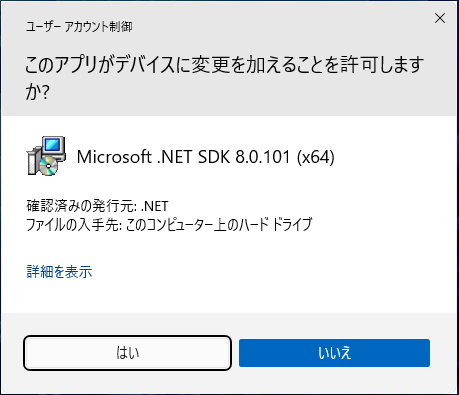 ユーザー アカウント制御
このアプリがデバイスに変更を加えることを許可します
か?
Microsoft .NET SDK 8.0.101 (x64)
確認済みの発行元: .NET
ファイルの入手先: このコンピューター上のハード ドライブ
詳細を表示
はい
いいえ